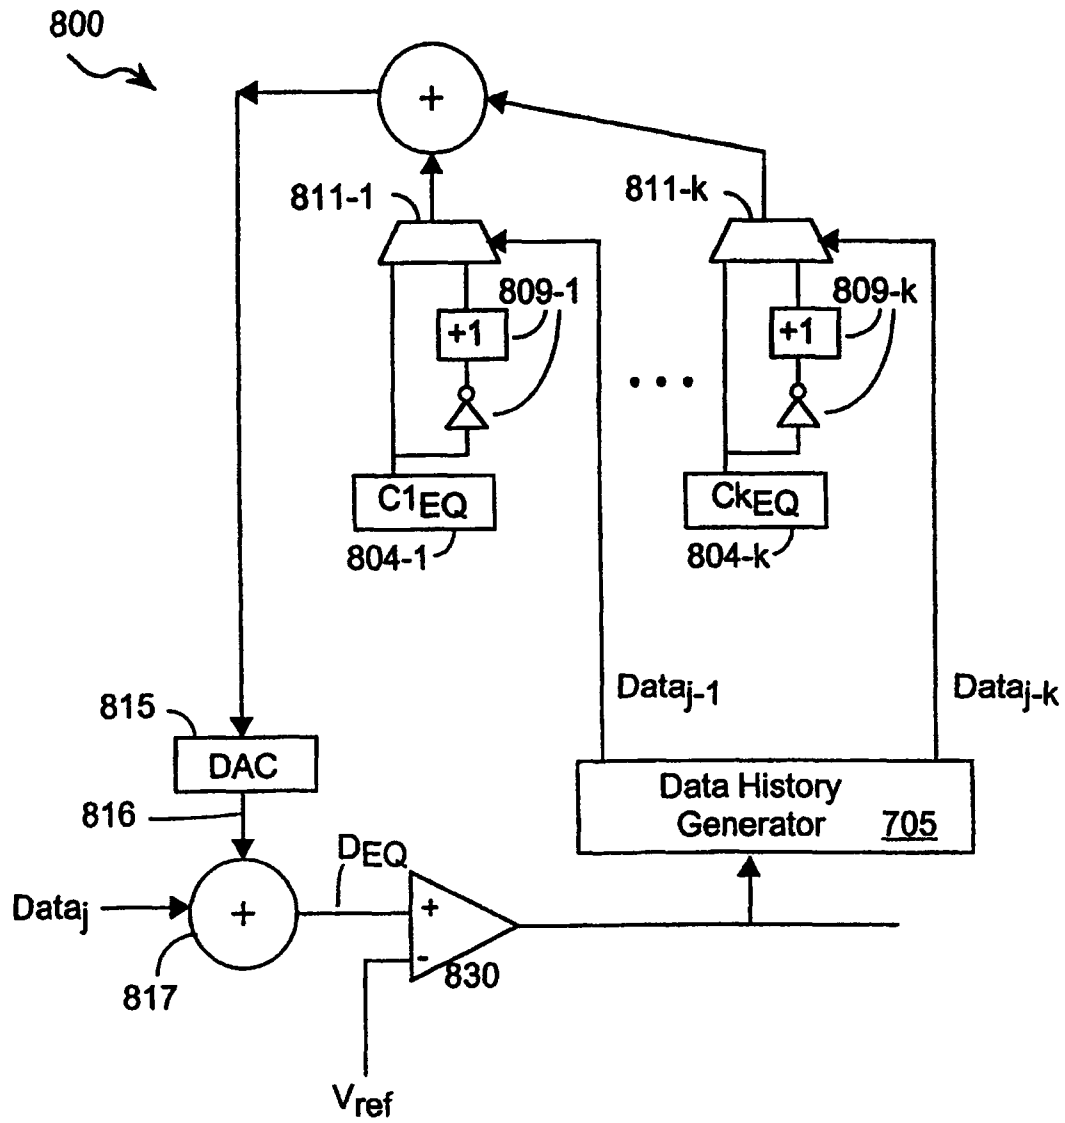 800
+
811-1
811-k
809-1
809-k
+1
+1
...
C1EQ
CkEQ
804-1
804-k
Dataj-1
Dataj-k
815
DAC
Data History
Generator 705
816
DEQ
Dataj
+
+
-
830
817
Vref